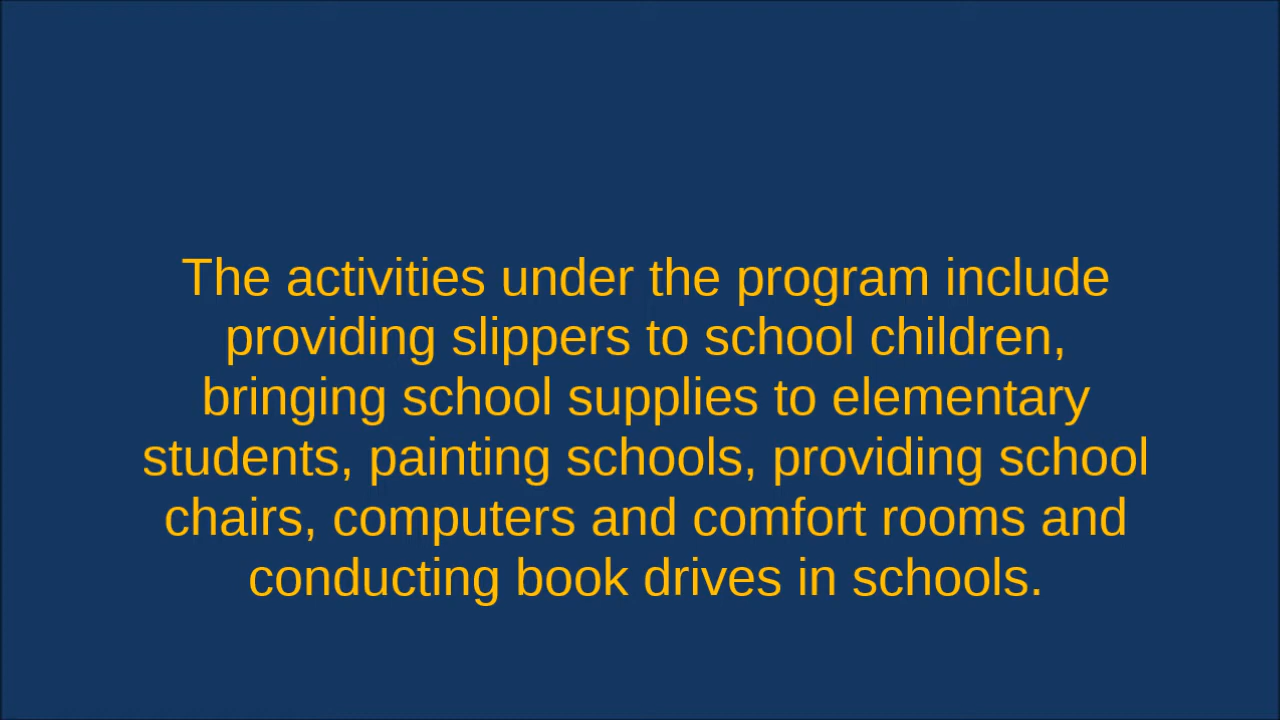 The activities under the program include
providing slippers to school children,
bringing school supplies to elementary
students, painting schools, providing school
chairs, computers and comfort rooms and
conducting book drives in schools.